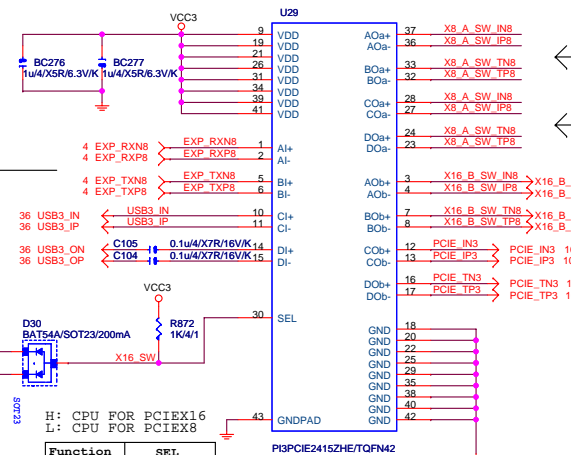 U29
VCC3
BC276
1u/4/X5R/6.3V/K
BC277
1u/4/X5R/6.3V/K
9 VDD
19 VDD
21 VDD
26 VDD
31 VDD
34 VDD
39 VDD
41 VDD
4 EXP_RXN8 EXP_RXN8 1 AI+
4 EXP_RXP8 EXP_RXP8 2 AI-
4 EXP_TXN8 EXP_TXN8 5 BI+
4 EXP_TXP8 EXP_TXP8 6 BI-
36 USB3_IN USB3_IN 10 CI+
36 USB3_IP USB3_IP 11 CI-
36 USB3_ON C105 0.1u/4/X7R/16V/K 14 DI+
36 USB3_OP C104 0.1u/4/X7R/16V/K 15 DI-
AOa+ 37 X8_A_SW_IN8
AOa- 36 X8_A_SW_IP8
BOa+ 33 X8_A_SW_TN8
BOa- 32 X8_A_SW_TP8
COa+ 28 X8_A_SW_IN8
COa- 27 X8_A_SW_IP8
DOa+ 24 X8_A_SW_TN8
DOa- 23 X8_A_SW_TP8
AOb+ 3 X16_B_SW_IN8 X16_B_
AOb- 4 X16_B_SW_IP8 X16_B_
BOb+ 7 X16_B_SW_TN8 X16_B_
BOb- 8 X16_B_SW_TP8 X16_B_
COb+ 12 PCIE_IN3 PCIE_IN3 10
COb- 13 PCIE_IP3 PCIE_IP3 10
DOb+ 16 PCIE_TN3 PCIE_TN3 1
DOb- 17 PCIE_TP3 PCIE_TP3 1
VCC3
R872
1K/4/1
D30
BAT54A/SOT23/200mA
SOT23
X16_SW
30 SEL
43 GNDPAD
GND 18
GND 20
GND 22
GND 25
GND 29
GND 35
GND 38
GND 40
GND 42
H: CPU FOR PCIEX16
L: CPU FOR PCIEX8
Function SEL
PI3PCIE2415ZHE/TQFN42